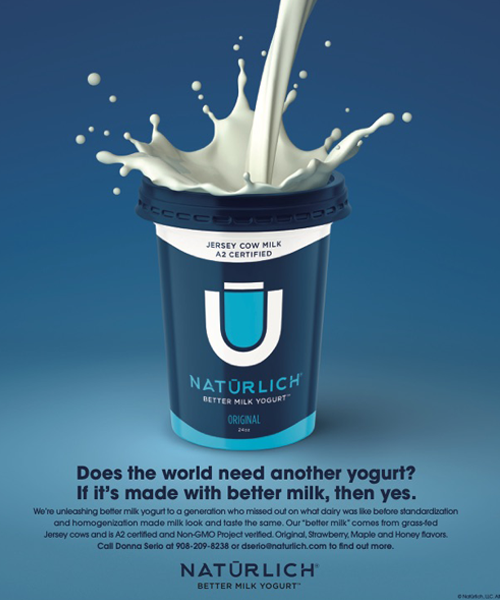 JERSEY COW MILK
A2 CERTIFIED
NATŪRLICH®
BETTER MILK YOGURT™
ORIGINAL
24oz
Does the world need another yogurt?
If it's made with better milk, then yes.
We're unleashing better milk yogurt to a generation who missed out on what dairy was like before standardization
and homogenization made milk look and taste the same. Our "better milk" comes from grass-fed
Jersey cows and is A2 certified and Non-GMO Project verified. Original, Strawberry, Maple and Honey flavors.
Call Donna Serio at 908-209-8238 or dserio@naturlich.com to find out more.
NATŪRLICH®
BETTER MILK YOGURT™